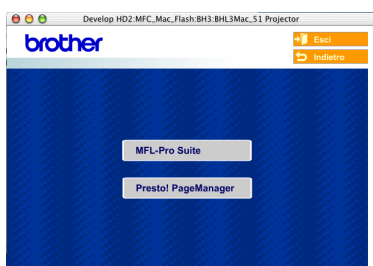 Develop HD2:MFC_Mac_Flash:BH3:BHL3Mac_51 Projector
brother
Esci
Indietro
MFL-Pro Suite
Presto! PageManager